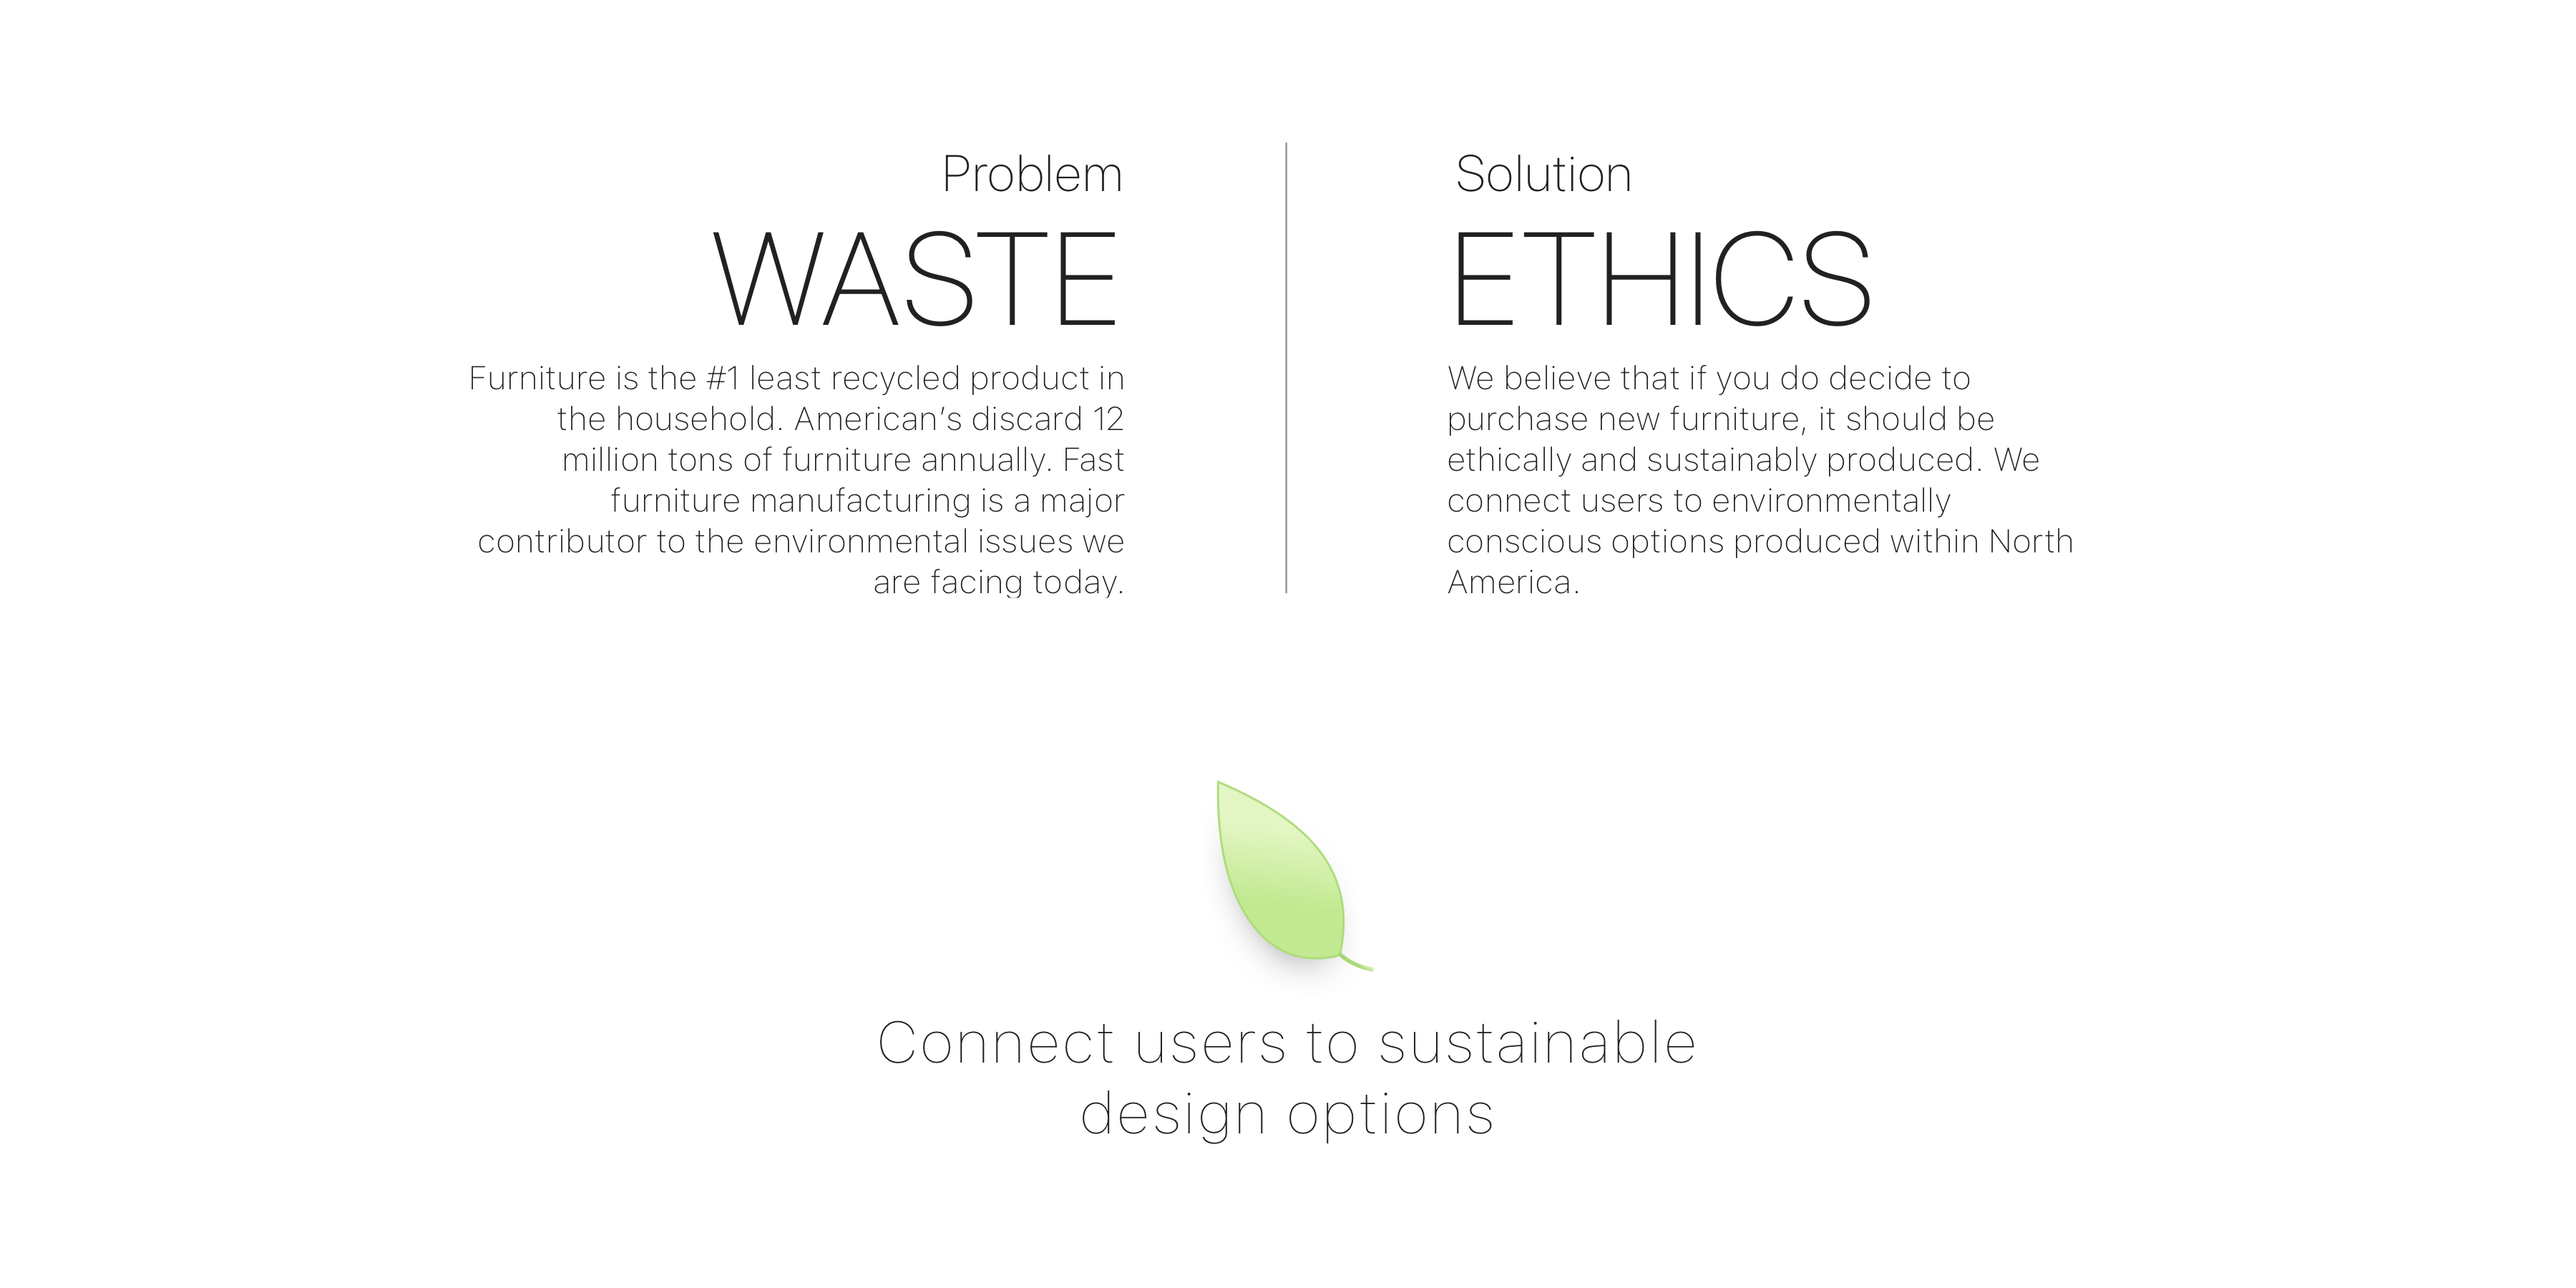 Problem
WASTE
Furniture is the #1 least recycled product in
the household. American’s discard 12
million tons of furniture annually. Fast
furniture manufacturing is a major
contributor to the environmental issues we
are facing today.
Solution
ETHICS
We believe that if you do decide to
purchase new furniture, it should be
ethically and sustainably produced. We
connect users to environmentally
conscious options produced within North
America.
Connect users to sustainable
design options